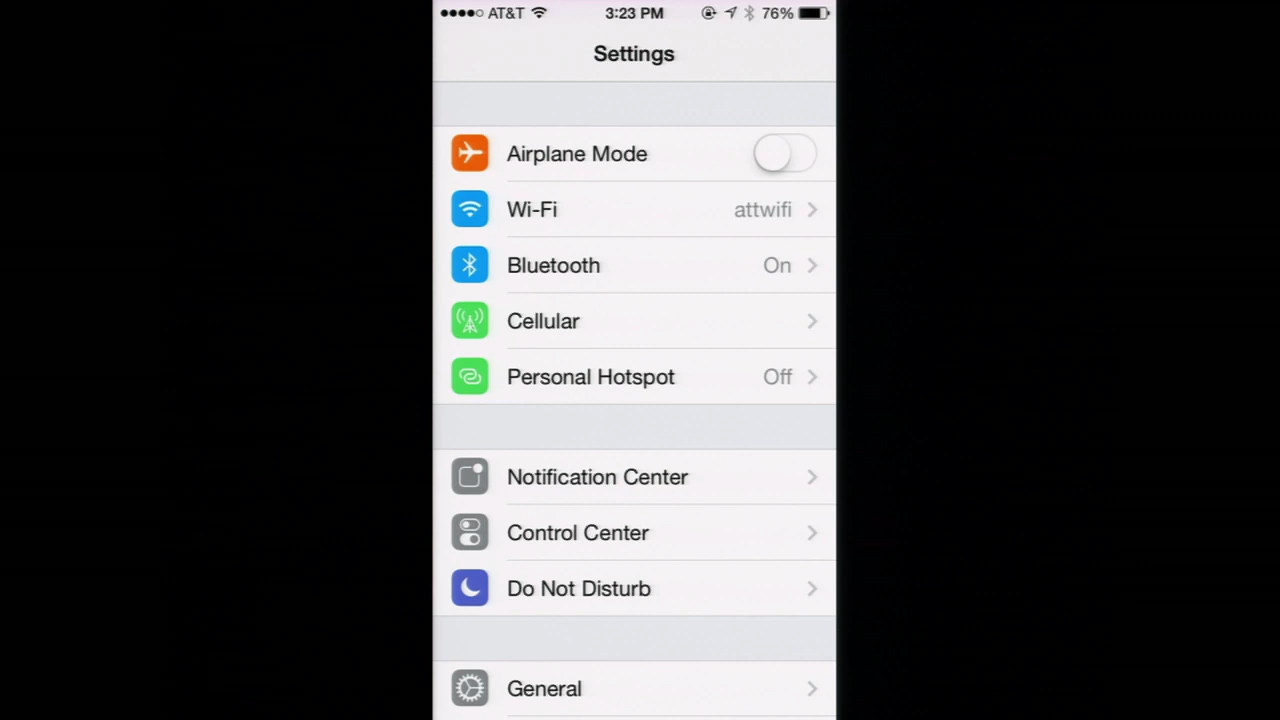 AT&T 3:23 PM 76%
Settings
Airplane Mode
Wi-Fi attwifi
Bluetooth On
Cellular
Personal Hotspot Off
Notification Center
Control Center
Do Not Disturb
General